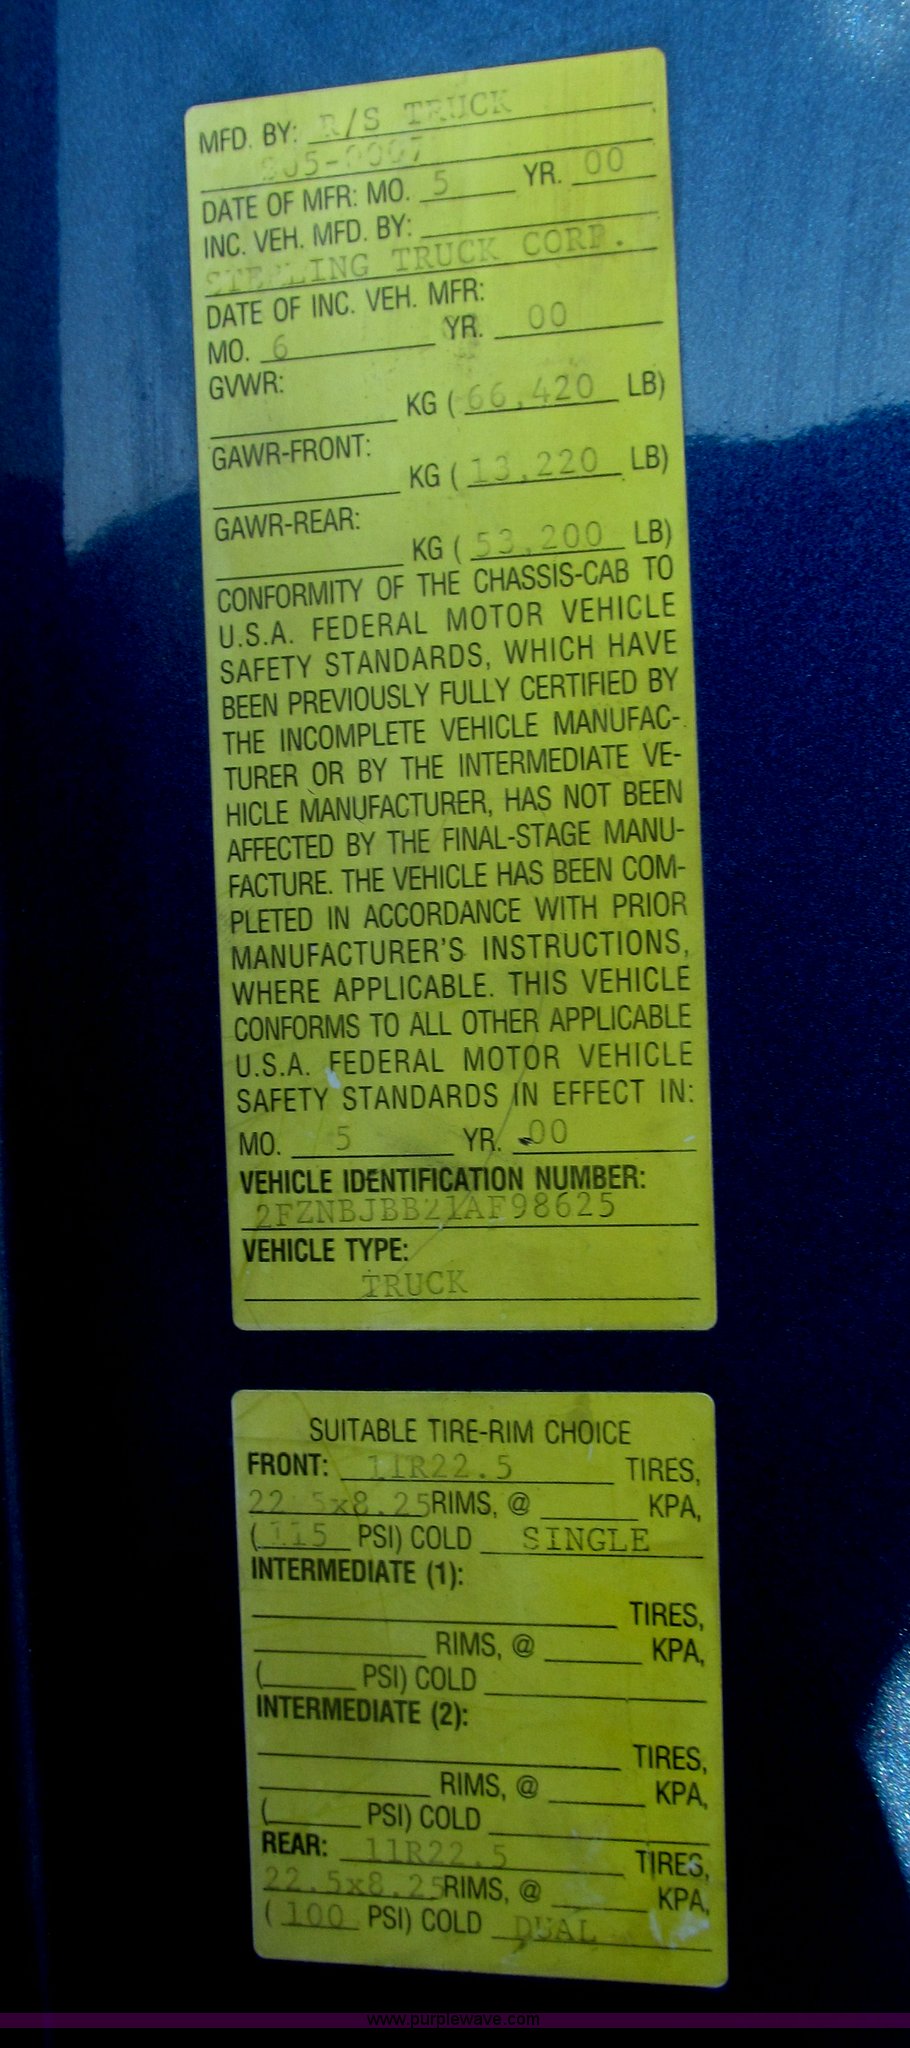 MFD. BY: R/S TRUCK
DATE OF MFR: MO. 5 YR. 00
INC. VEH. MFD. BY:
STERLING TRUCK CORP.
DATE OF INC. VEH. MFR:
MO. 6 YR. 00
GVWR:
KG (66,420 LB)
GAWR-FRONT:
KG (13,220 LB)
GAWR-REAR:
KG (53,200 LB)
CONFORMITY OF THE CHASSIS-CAB TO
U.S.A. FEDERAL MOTOR VEHICLE
SAFETY STANDARDS, WHICH HAVE
BEEN PREVIOUSLY FULLY CERTIFIED BY
THE INCOMPLETE VEHICLE MANUFAC-
TURER OR BY THE INTERMEDIATE VE-
HICLE MANUFACTURER, HAS NOT BEEN
AFFECTED BY THE FINAL-STAGE MANU-
FACTURE. THE VEHICLE HAS BEEN COM-
PLETED IN ACCORDANCE WITH PRIOR
MANUFACTURER'S INSTRUCTIONS,
WHERE APPLICABLE. THIS VEHICLE
CONFORMS TO ALL OTHER APPLICABLE
U.S.A. FEDERAL MOTOR VEHICLE
SAFETY STANDARDS IN EFFECT IN:
MO. 5 YR. 00
VEHICLE IDENTIFICATION NUMBER:
2FZNBJBB21AF98625
VEHICLE TYPE:
TRUCK
SUITABLE TIRE-RIM CHOICE
FRONT: 11R22.5 TIRES,
22.5x8.25 RIMS, @ KPA,
(115 PSI) COLD SINGLE
INTERMEDIATE (1):
TIRES,
RIMS, @ KPA,
( PSI) COLD
INTERMEDIATE (2):
TIRES,
RIMS, @ KPA,
( PSI) COLD
REAR: 11R22.5 TIRES,
22.5x8.25 RIMS, @ KPA,
(100 PSI) COLD DUAL
www.purplewave.com